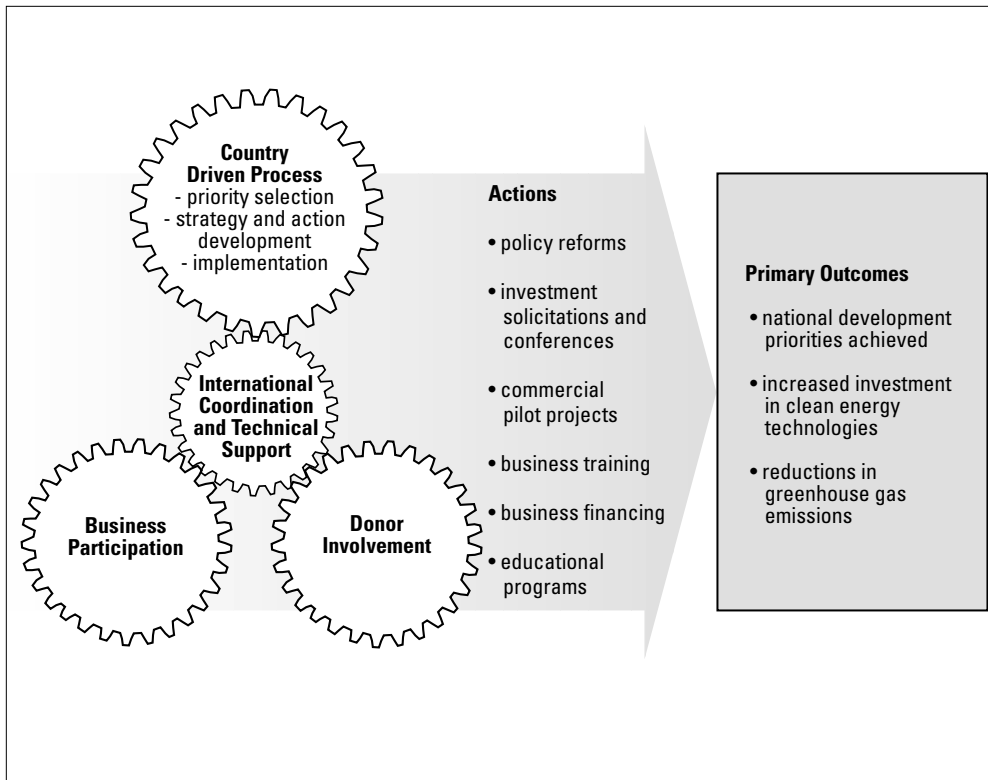 Country
Driven Process
- priority selection
- strategy and action
development
- implementation
International
Coordination
and Technical
Support
Business
Participation
Donor
Involvement
Actions
• policy reforms
• investment
solicitations and
conferences
• commercial
pilot projects
• business training
• business financing
• educational
programs
Primary Outcomes
• national development
priorities achieved
• increased investment
in clean energy
technologies
• reductions in
greenhouse gas
emissions